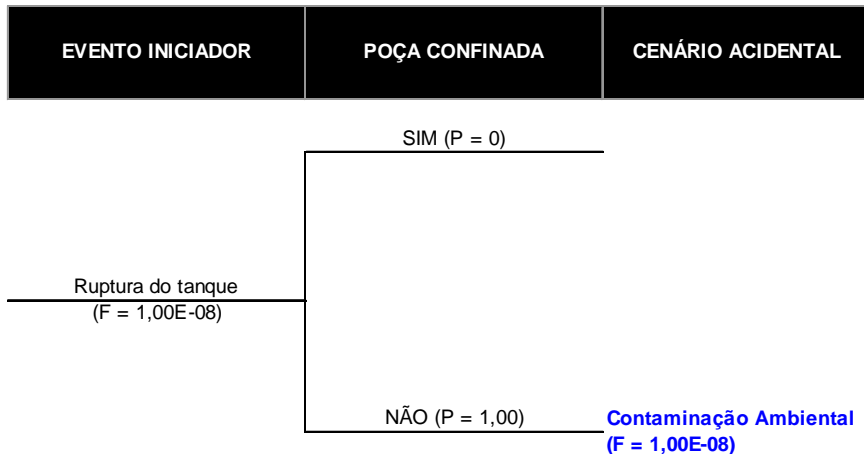 EVENTO INICIADOR
POÇA CONFINADA
CENÁRIO ACIDENTAL
SIM (P = 0)
Ruptura do tanque
(F = 1,00E-08)
NÃO (P = 1,00)
Contaminação Ambiental
(F = 1,00E-08)